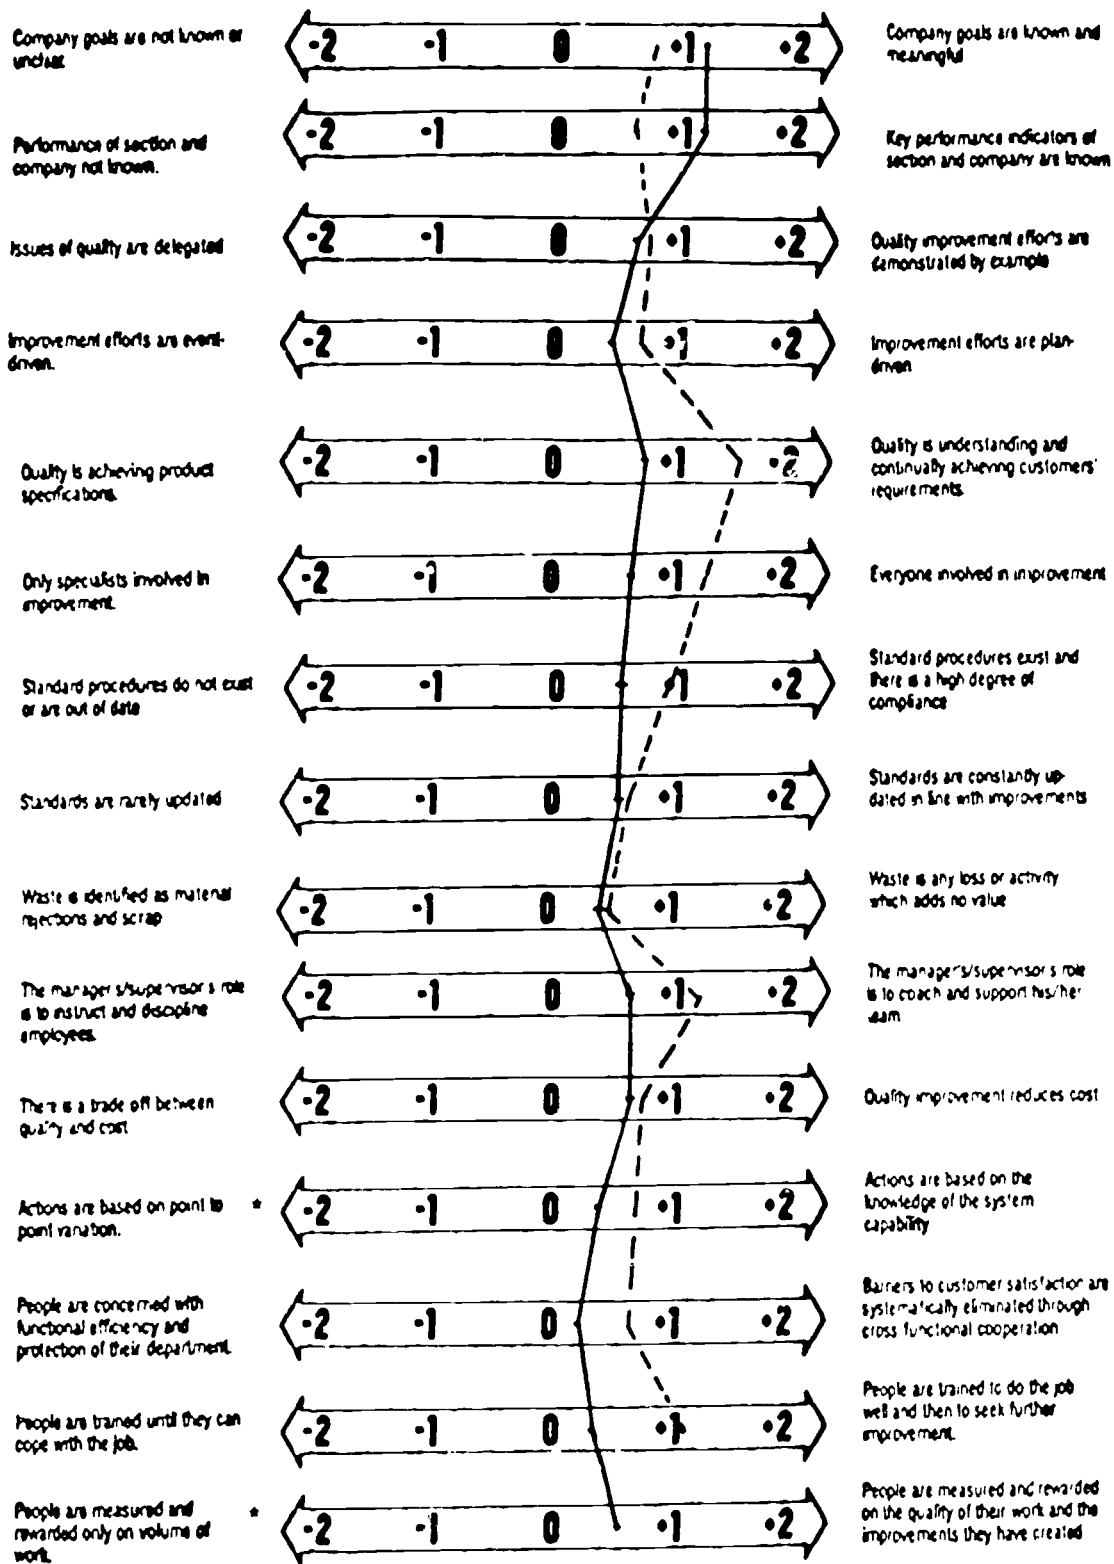 Company goals are not known or
unclear.
-2 -1 0 +1 +2
Company goals are known and
meaningful
Performance of section and
company not known.
-2 -1 0 +1 +2
Key performance indicators of
section and company are known
Issues of quality are delegated
-2 -1 0 +1 +2
Quality improvement efforts are
demonstrated by example
Improvement efforts are event-
driven.
-2 -1 0 +1 +2
Improvement efforts are plan-
driven
Quality is achieving product
specifications.
-2 -1 0 +1 +2
Quality is understanding and
continually achieving customers'
requirements.
Only specialists involved in
improvement.
-2 -1 0 +1 +2
Everyone involved in improvement
Standard procedures do not exist
or are out of date
-2 -1 0 +1 +2
Standard procedures exist and
there is a high degree of
compliance
Standards are rarely updated
-2 -1 0 +1 +2
Standards are constantly up-
dated in line with improvements
Waste is identified as material
rejections and scrap
-2 -1 0 +1 +2
Waste is any loss or activity
which adds no value
The manager s/supervisor s role
is to instruct and discipline
employees.
-2 -1 0 +1 +2
The manager's/supervisor s role
is to coach and support his/her
team
There is a trade off between
quality and cost
-2 -1 0 +1 +2
Quality improvement reduces cost
Actions are based on point to *
point variation.
-2 -1 0 +1 +2
Actions are based on the
knowledge of the system
capability
People are concerned with
functional efficiency and
protection of their department.
-2 -1 0 +1 +2
Barriers to customer satisfaction are
systematically eliminated through
cross functional cooperation
People are trained until they can
cope with the job.
-2 -1 0 +1 +2
People are trained to do the job
well and then to seek further
improvement.
People are measured and *
rewarded only on volume of
work.
-2 -1 0 +1 +2
People are measured and rewarded
on the quality of their work and the
improvements they have created